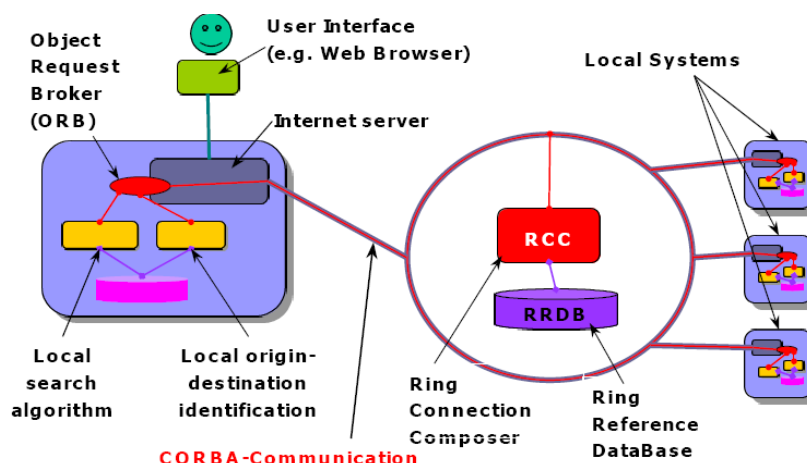 Object
Request
Broker
(ORB)
User Interface
(e.g. Web Browser)
Internet server
Local Systems
RCC
RRDB
Local
search
algorithm
Local origin-
destination
identification
Ring
Connection
Composer
Ring
Reference
DataBase
CORBA-Communication